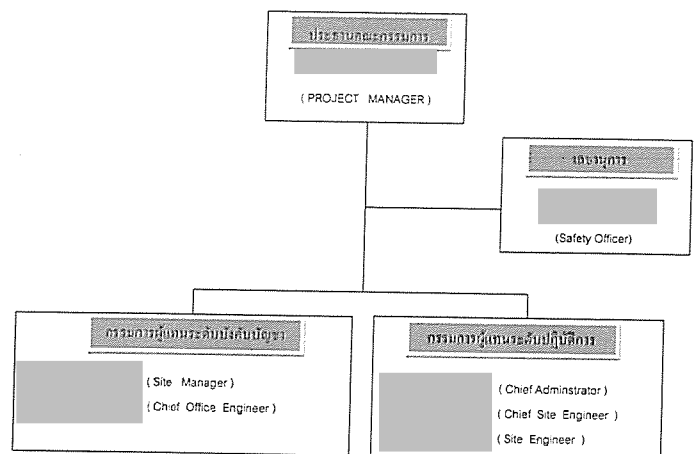 ประธานคณะกรรมการ
( PROJECT MANAGER )
เลขานุการ
(Safety Officer)
กรรมการผู้แทนระดับบังคับบัญชา
( Site Manager )
( Chief Office Engineer )
กรรมการผู้แทนระดับปฏิบัติการ
( Chief Adminstrator )
( Chief Site Engineer )
( Site Engineer )